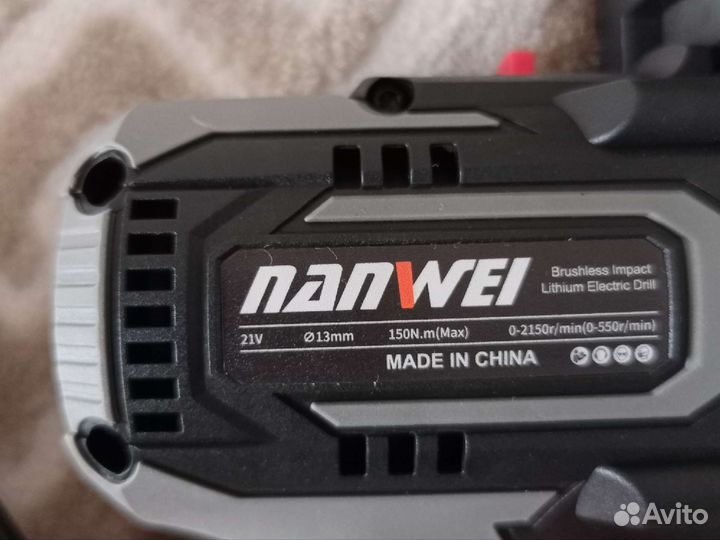 nanwei
Brushless Impact
Lithium Electric Drill
21V Ø13mm 150N.m(Max) 0-2150r/min(0-550r/min)
MADE IN CHINA
Avito